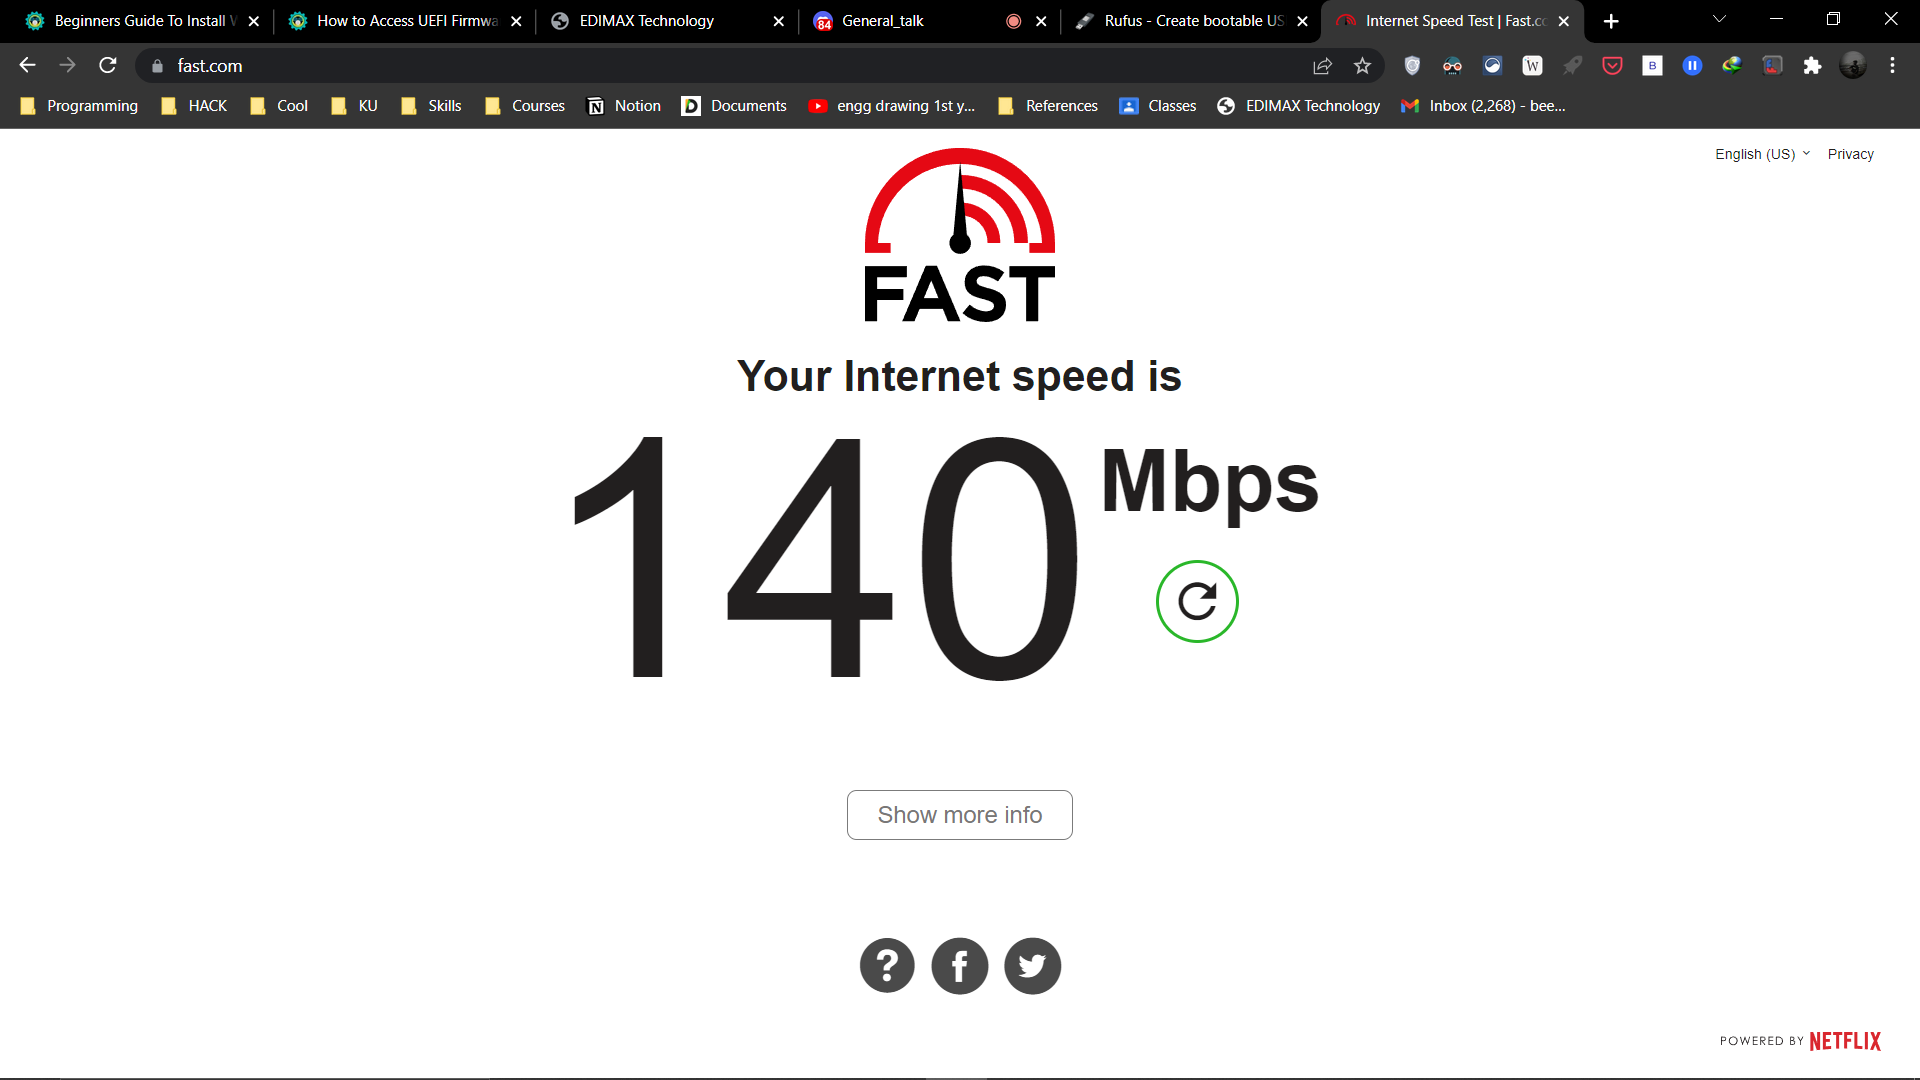 Beginners Guide To Install W
How to Access UEFI Firmwa
EDIMAX Technology
84
General_talk
Rufus - Create bootable US
Internet Speed Test | Fast.co
fast.com
W
B
Programming
HACK
Cool
KU
Skills
Courses
Notion
Documents
engg drawing 1st y...
References
Classes
EDIMAX Technology
Inbox (2,268) - bee...
English (US)
Privacy
FAST
Your Internet speed is
140 Mbps
Show more info
POWERED BY NETFLIX